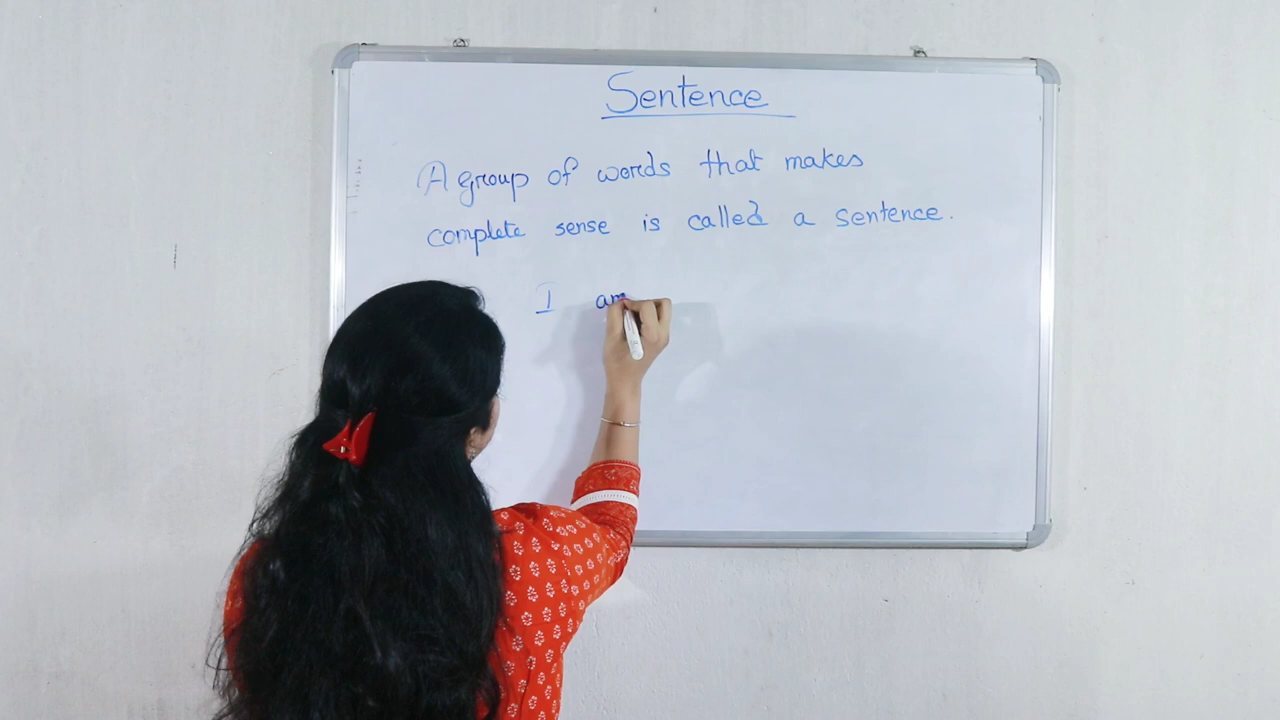 Sentence
A group of words that makes
complete sense is called a sentence.
I am